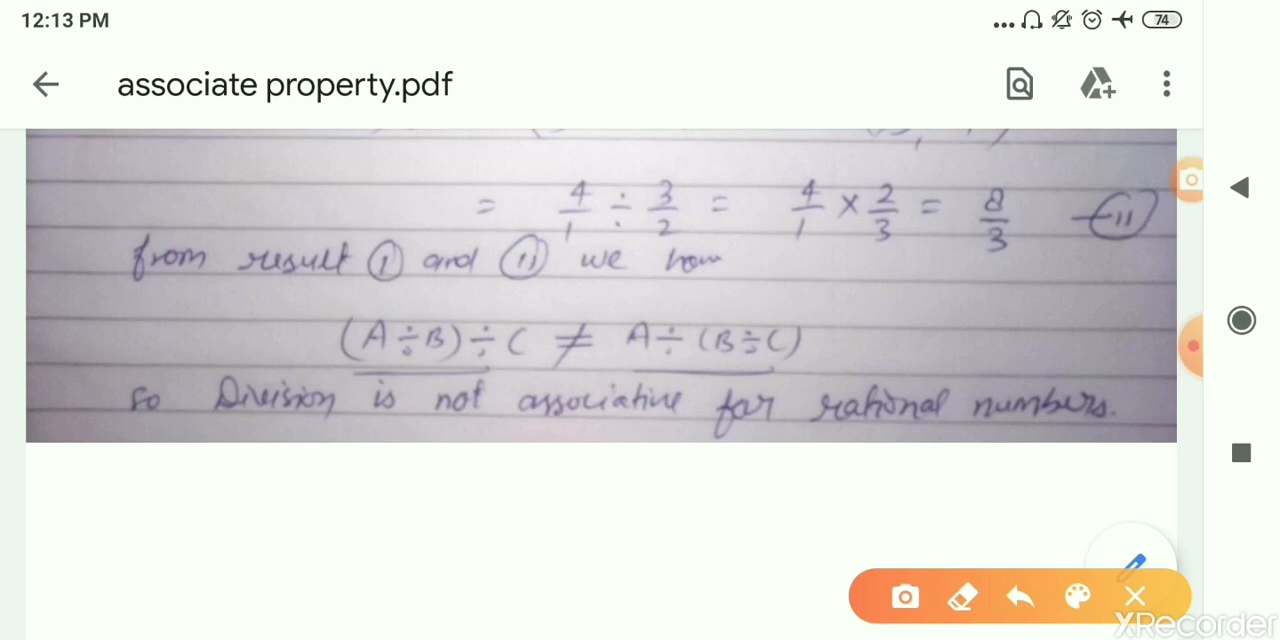 12:13 PM
74
associate property.pdf
= 4/1 ÷ 3/2 = 4/1 × 2/3 = 8/3 —(ii)
from result (i) and (ii) we
(A÷B)÷C ≠ A÷(B÷C)
so Division is not associative for rational numbers.
XRecorder